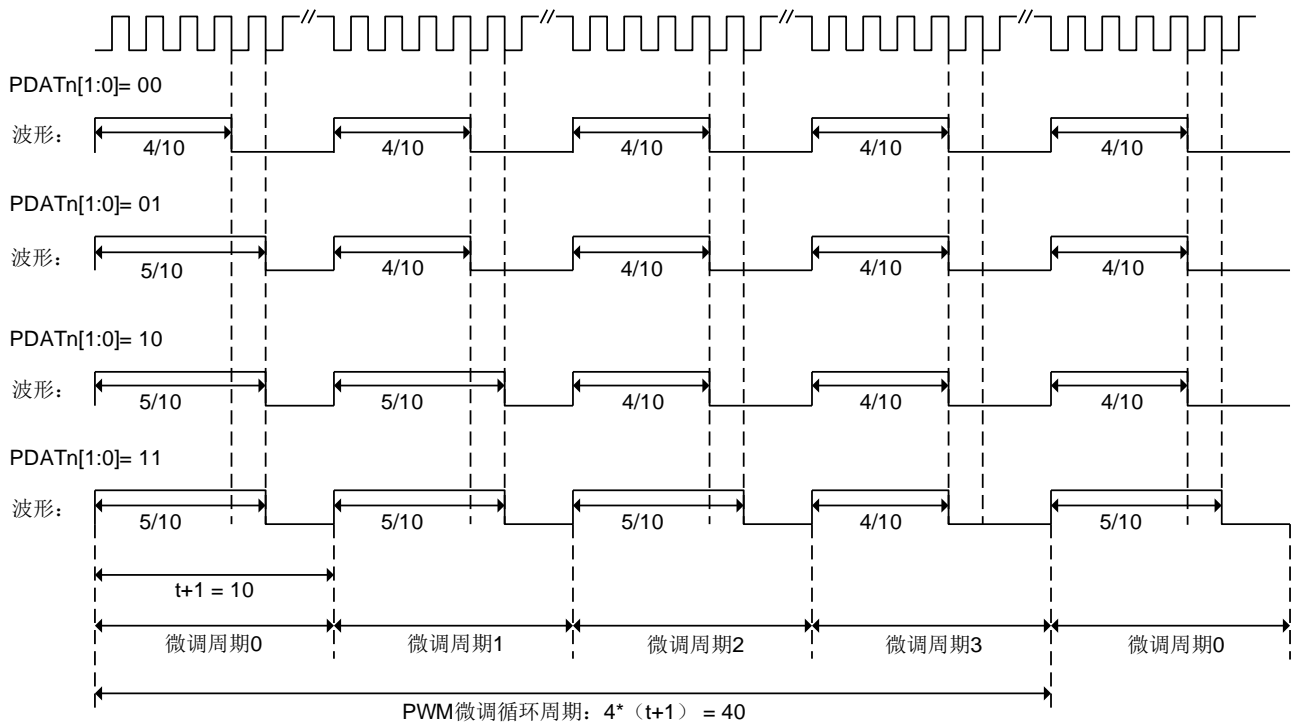 PDATn[1:0]= 00
波形：
4/10 4/10 4/10 4/10 4/10
PDATn[1:0]= 01
波形：
5/10 4/10 4/10 4/10 4/10
PDATn[1:0]= 10
波形：
5/10 5/10 4/10 4/10 4/10
PDATn[1:0]= 11
波形：
5/10 5/10 5/10 4/10 5/10
t+1 = 10
微调周期0 微调周期1 微调周期2 微调周期3 微调周期0
PWM微调循环周期：4*（t+1） = 40